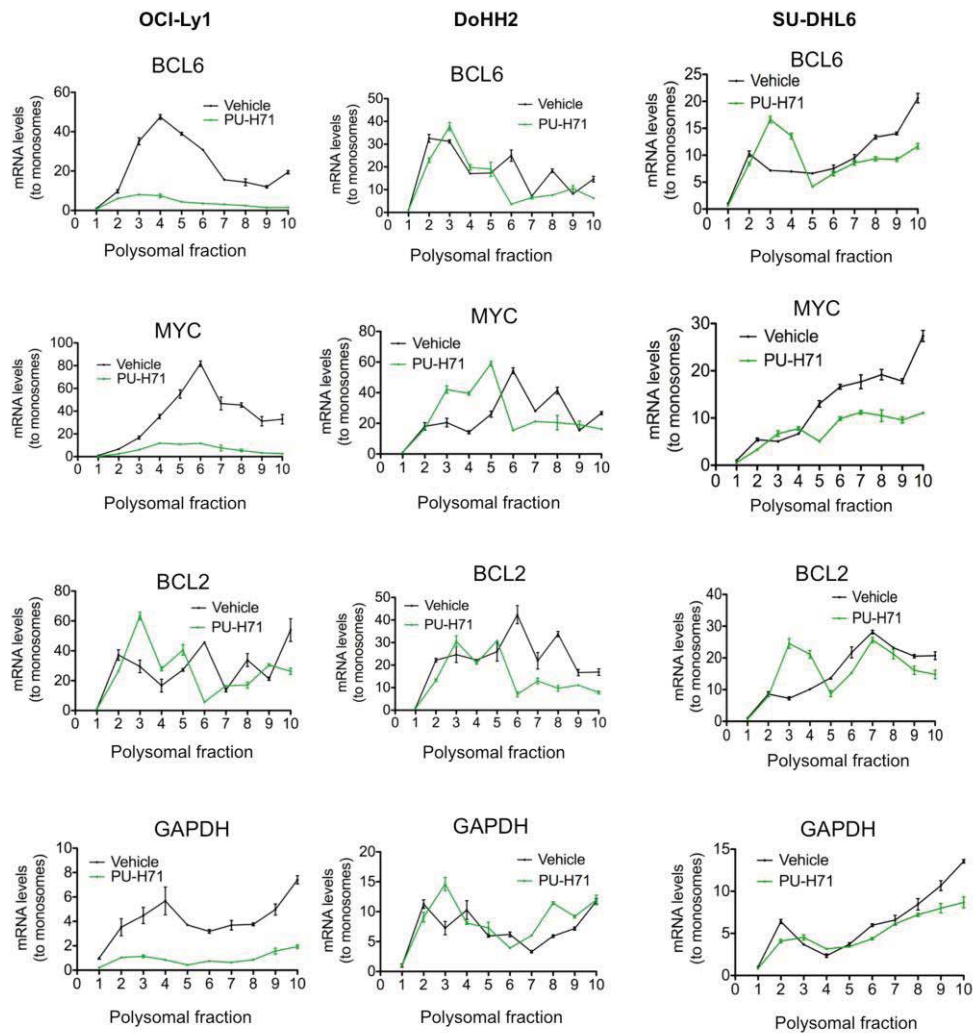 OCI-Ly1
DoHH2
SU-DHL6
BCL6
mRNA levels
(to monosomes)
60
40
20
0
Vehicle
PU-H71
0 1 2 3 4 5 6 7 8 9 10
Polysomal fraction
BCL6
mRNA levels
(to monosomes)
50
40
30
20
10
0
Vehicle
PU-H71
0 1 2 3 4 5 6 7 8 9 10
Polysomal fraction
BCL6
mRNA levels
(to monosomes)
25
20
15
10
5
0
Vehicle
PU-H71
0 1 2 3 4 5 6 7 8 9 10
Polysomal fraction
MYC
mRNA levels
(to monosomes)
100
80
60
40
20
0
Vehicle
PU-H71
0 1 2 3 4 5 6 7 8 9 10
Polysomal fraction
MYC
mRNA levels
(to monosomes)
80
60
40
20
0
Vehicle
PU-H71
0 1 2 3 4 5 6 7 8 9 10
Polysomal fraction
MYC
mRNA levels
(to monosomes)
30
20
10
0
Vehicle
PU-H71
0 1 2 3 4 5 6 7 8 9 10
Polysomal fraction
BCL2
mRNA levels
(to monosomes)
80
60
40
20
0
Vehicle
PU-H71
0 1 2 3 4 5 6 7 8 9 10
Polysomal fraction
BCL2
mRNA levels
(to monosomes)
50
40
30
20
10
0
Vehicle
PU-H71
0 1 2 3 4 5 6 7 8 9 10
Polysomal fraction
BCL2
mRNA levels
(to monosomes)
40
30
20
10
0
Vehicle
PU-H71
0 1 2 3 4 5 6 7 8 9 10
Polysomal fraction
GAPDH
mRNA levels
(to monosomes)
10
8
6
4
2
0
Vehicle
PU-H71
0 1 2 3 4 5 6 7 8 9 10
Polysomal fraction
GAPDH
mRNA levels
(to monosomes)
20
15
10
5
0
Vehicle
PU-H71
0 1 2 3 4 5 6 7 8 9 10
Polysomal fraction
GAPDH
mRNA levels
(to monosomes)
15
10
5
0
Vehicle
PU-H71
0 1 2 3 4 5 6 7 8 9 10
Polysomal fraction